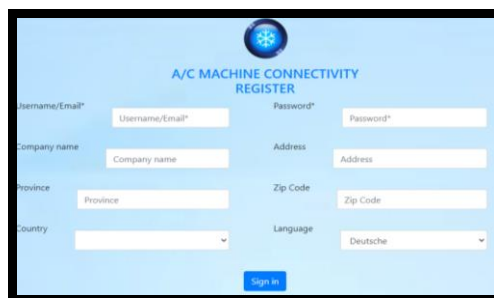 A/C MACHINE CONNECTIVITY
REGISTER
Username/Email*
Username/Email*
Password*
Password*
Company name
Company name
Address
Address
Province
Province
Zip Code
Zip Code
Country
Language
Deutsche
Sign in